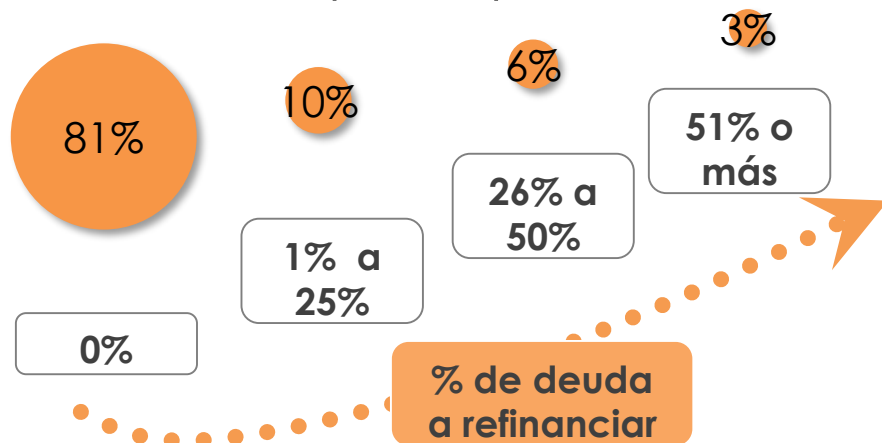 81%
10%
6%
3%
0%
1% a
25%
26% a
50%
51% o
más
% de deuda
a refinanciar